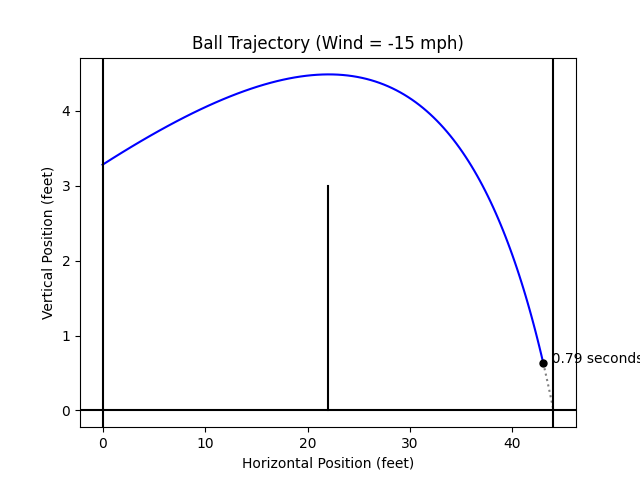 Ball Trajectory (Wind = -15 mph)
Vertical Position (feet)
4
3
2
1
0
0.79 seconds
0 10 20 30 40
Horizontal Position (feet)